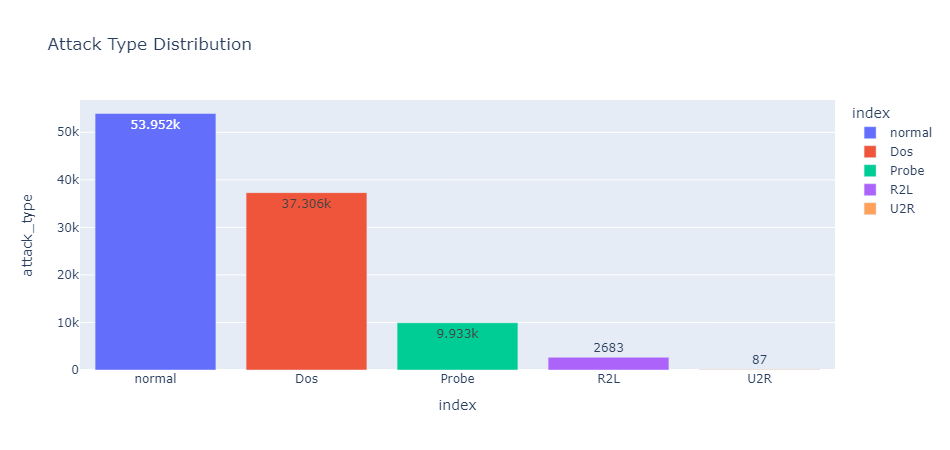 Attack Type Distribution
index
normal
Dos
Probe
R2L
U2R
attack_type
50k
40k
30k
20k
10k
0
53.952k
37.306k
9.933k
2683
87
normal Dos Probe R2L U2R
index